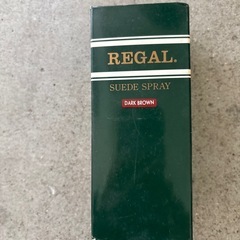 REGAL.
SUEDE SPRAY
DARK BROWN